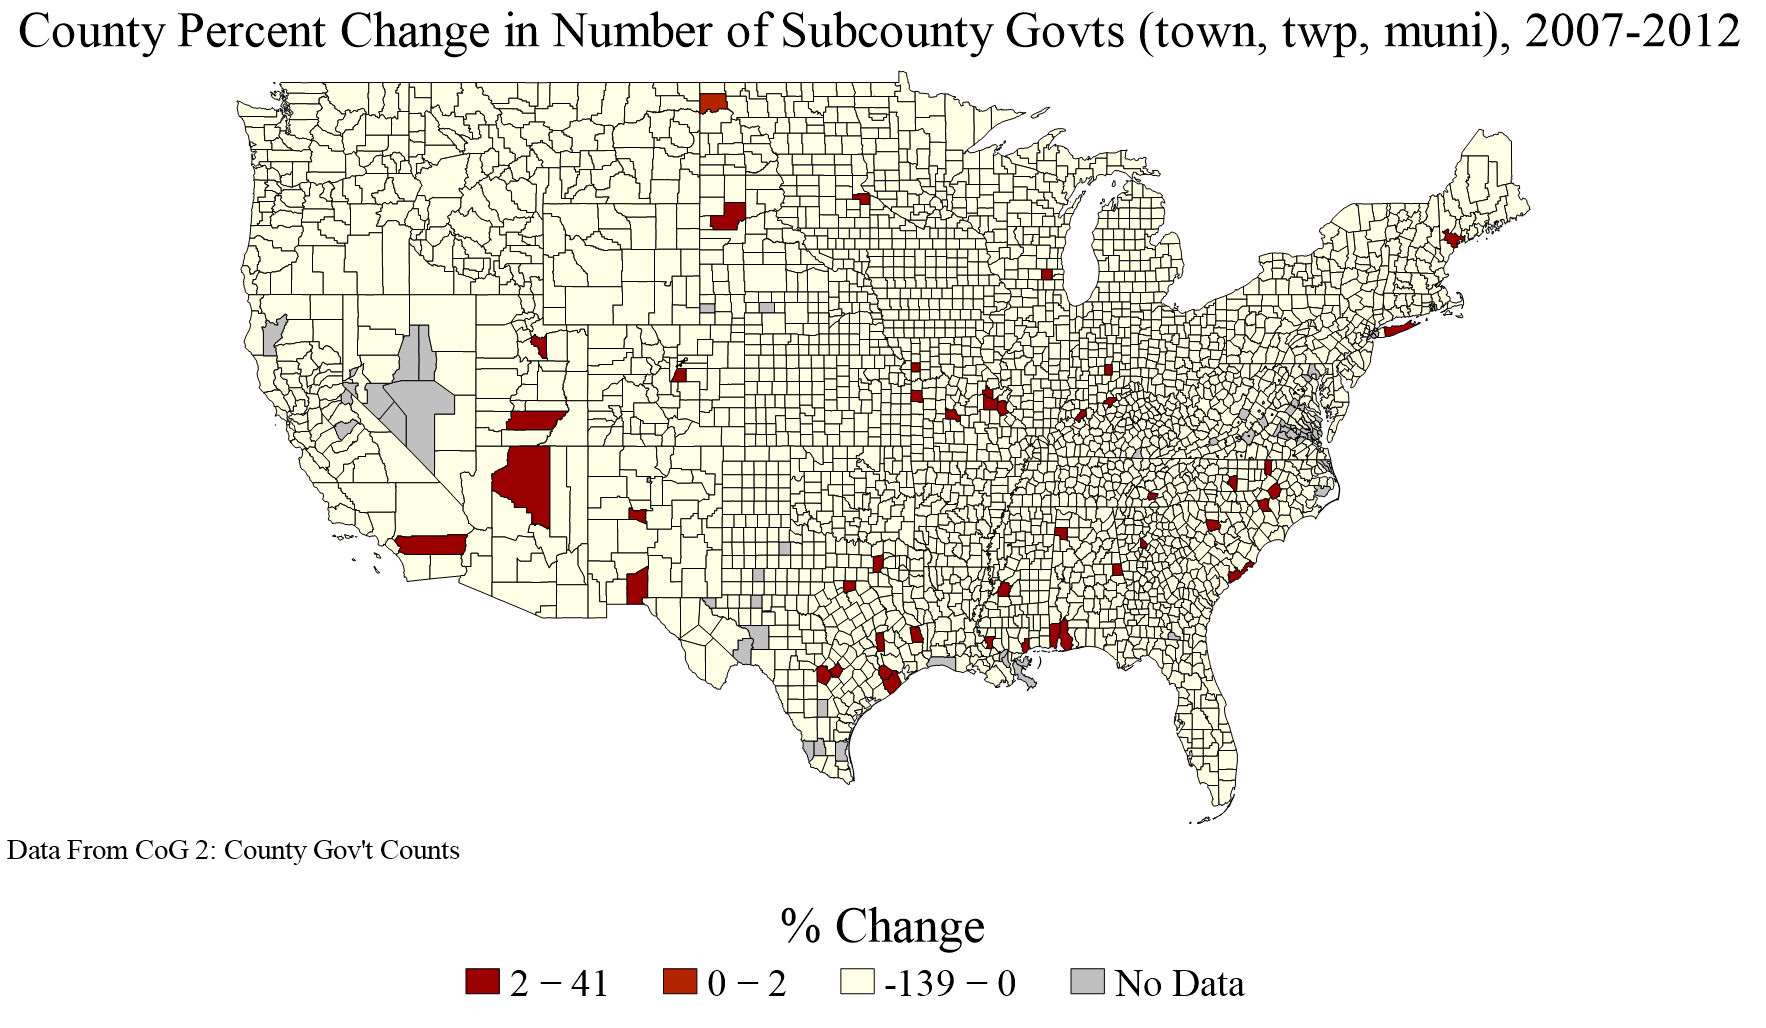 County Percent Change in Number of Subcounty Govts (town, twp, muni), 2007-2012
Data From CoG 2: County Gov't Counts
% Change
2 − 41 0 − 2 -139 − 0 No Data